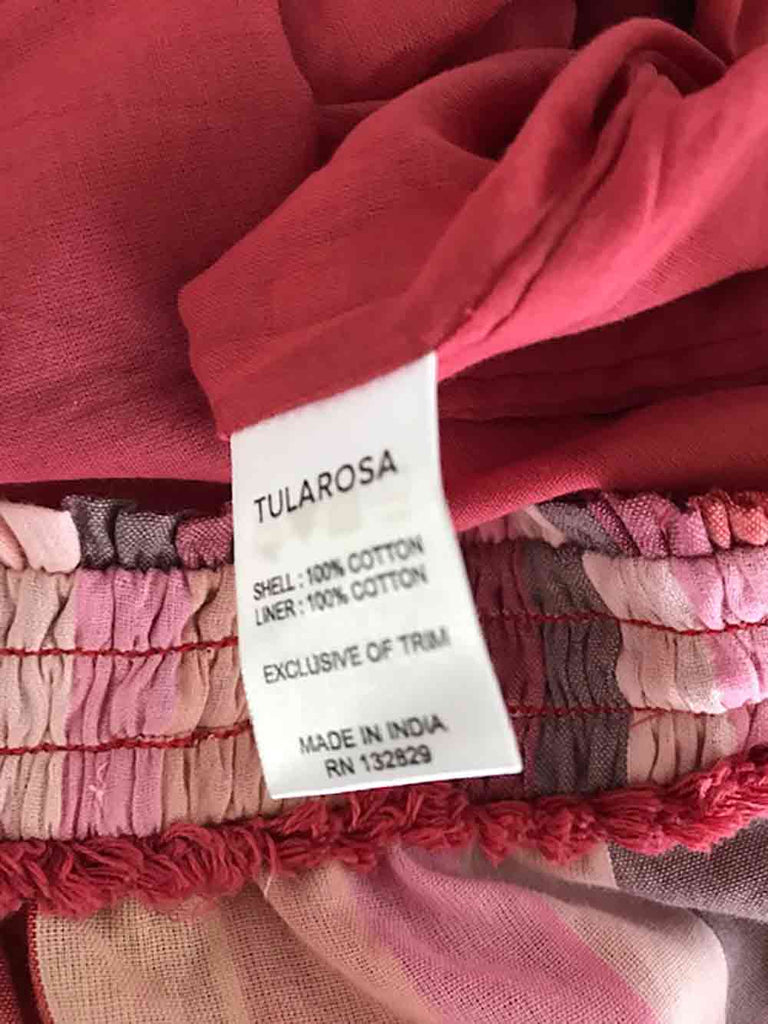 TULAROSA
SHELL : 100% COTTON
LINER : 100% COTTON
EXCLUSIVE OF TRIM
MADE IN INDIA
RN 132829